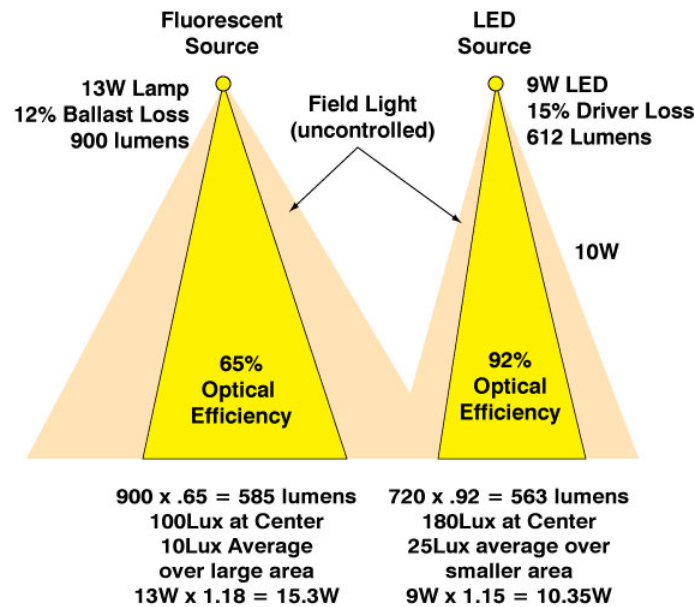 Fluorescent
Source
13W Lamp
12% Ballast Loss
900 lumens
Field Light
(uncontrolled)
LED
Source
9W LED
15% Driver Loss
612 Lumens
10W
65%
Optical
Efficiency
92%
Optical
Efficiency
900 x .65 = 585 lumens
100Lux at Center
10Lux Average
over large area
13W x 1.18 = 15.3W
720 x .92 = 563 lumens
180Lux at Center
25Lux average over
smaller area
9W x 1.15 = 10.35W